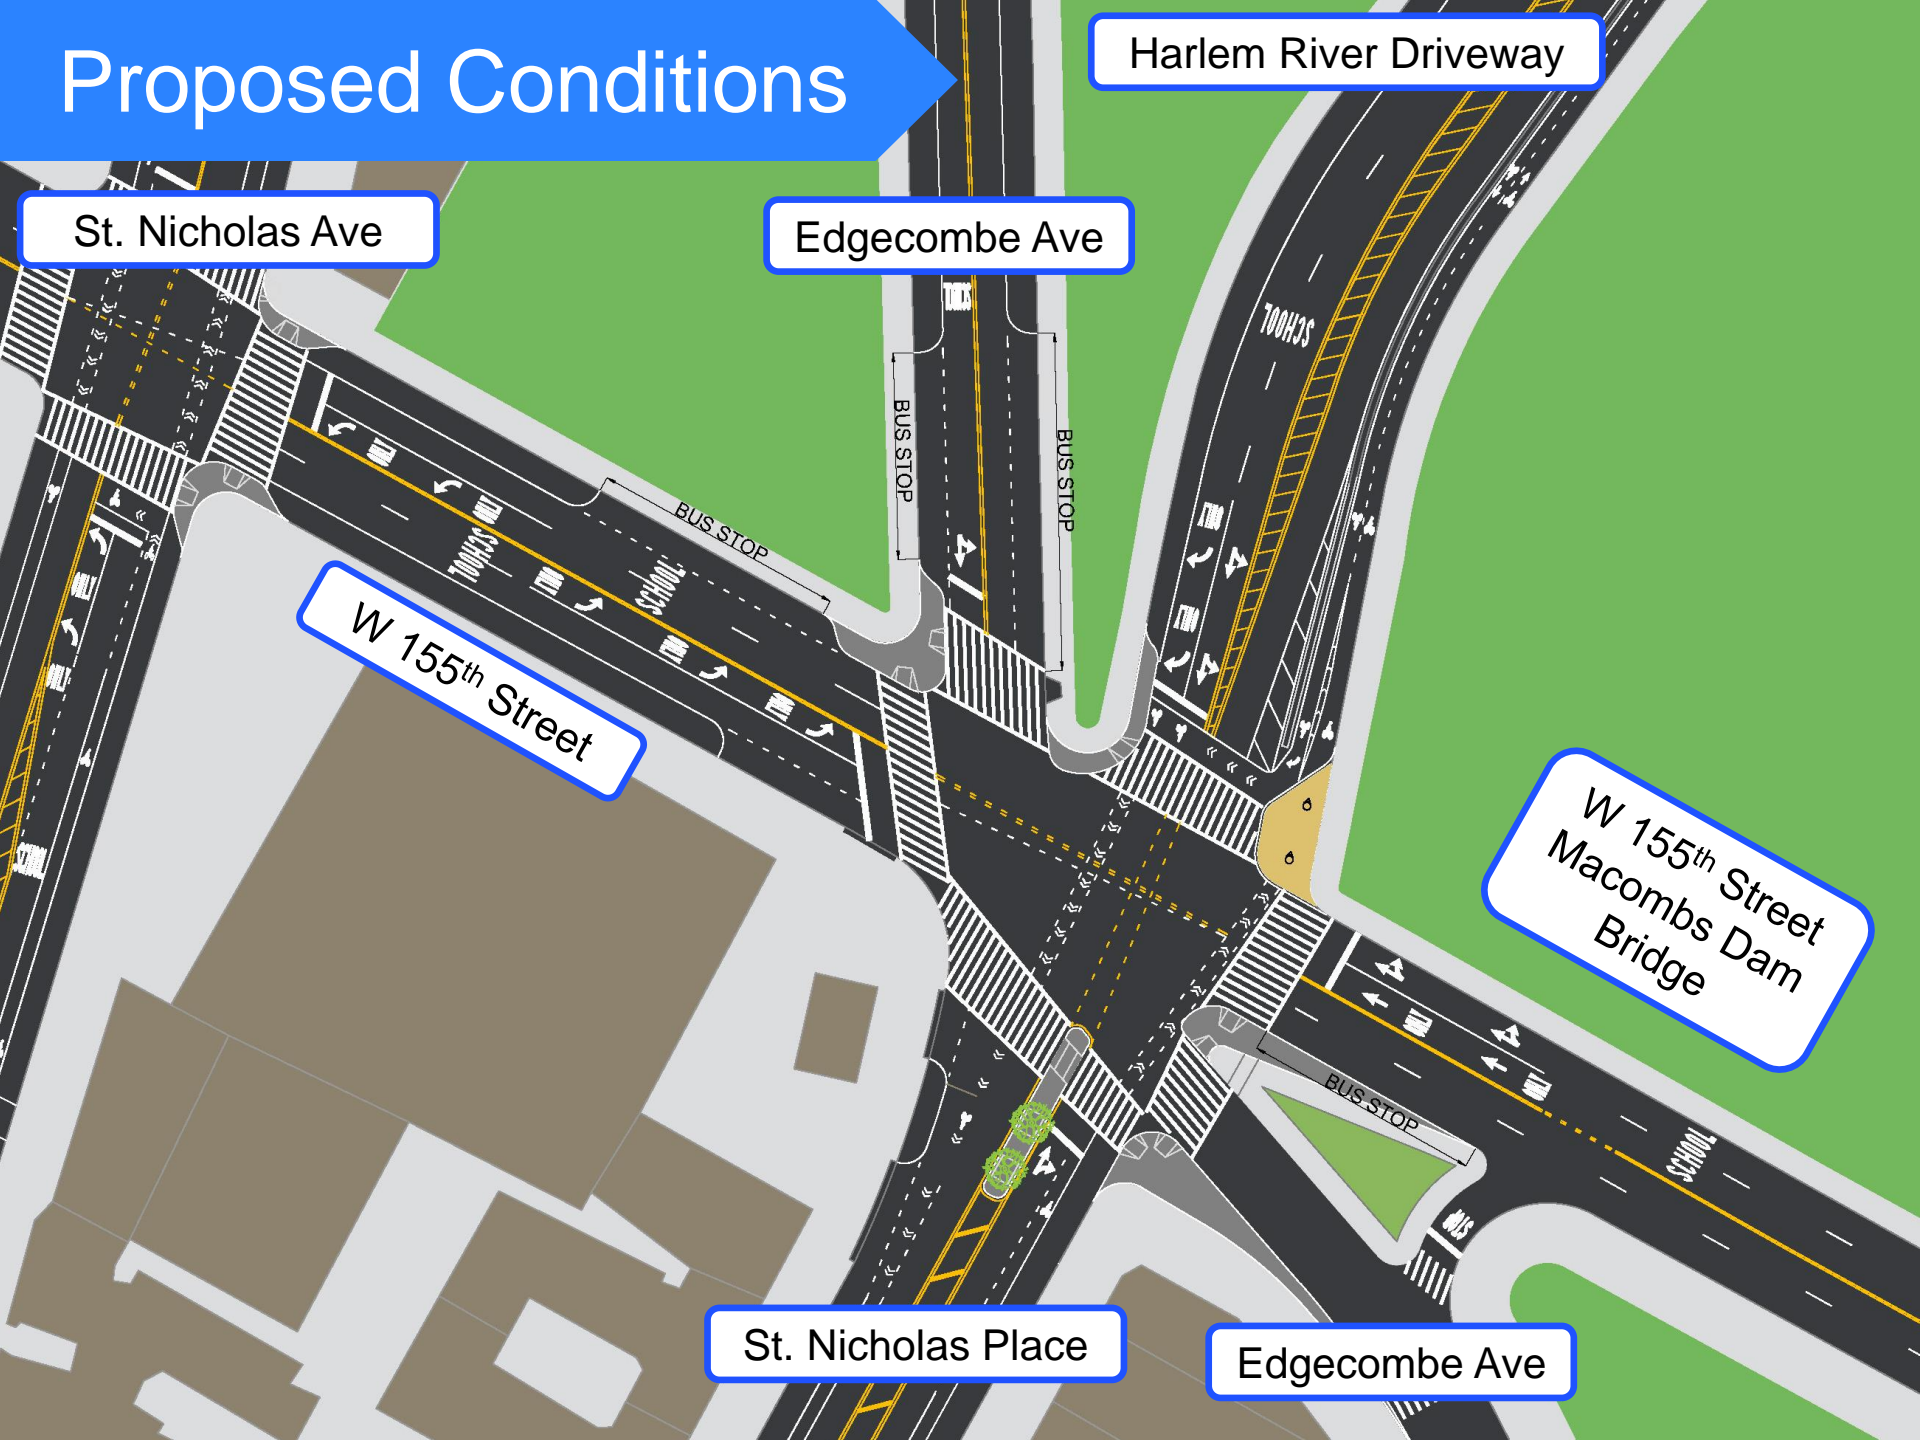 Proposed Conditions
Harlem River Driveway
St. Nicholas Ave
Edgecombe Ave
SCHOOL
BUS STOP
BUS STOP
BUS STOP
SCHOOL
SCHOOL
W 155th Street
W 155th Street
Macombs Dam
Bridge
BUS STOP
SCHOOL
STOP
St. Nicholas Place
Edgecombe Ave